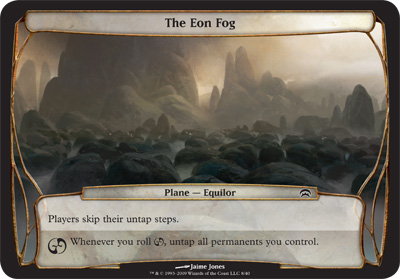 The Eon Fog
Plane — Equilor
Players skip their untap steps.
Whenever you roll , untap all permanents you control.
Jaime Jones
™ & © 1993–2009 Wizards of the Coast LLC 8/40